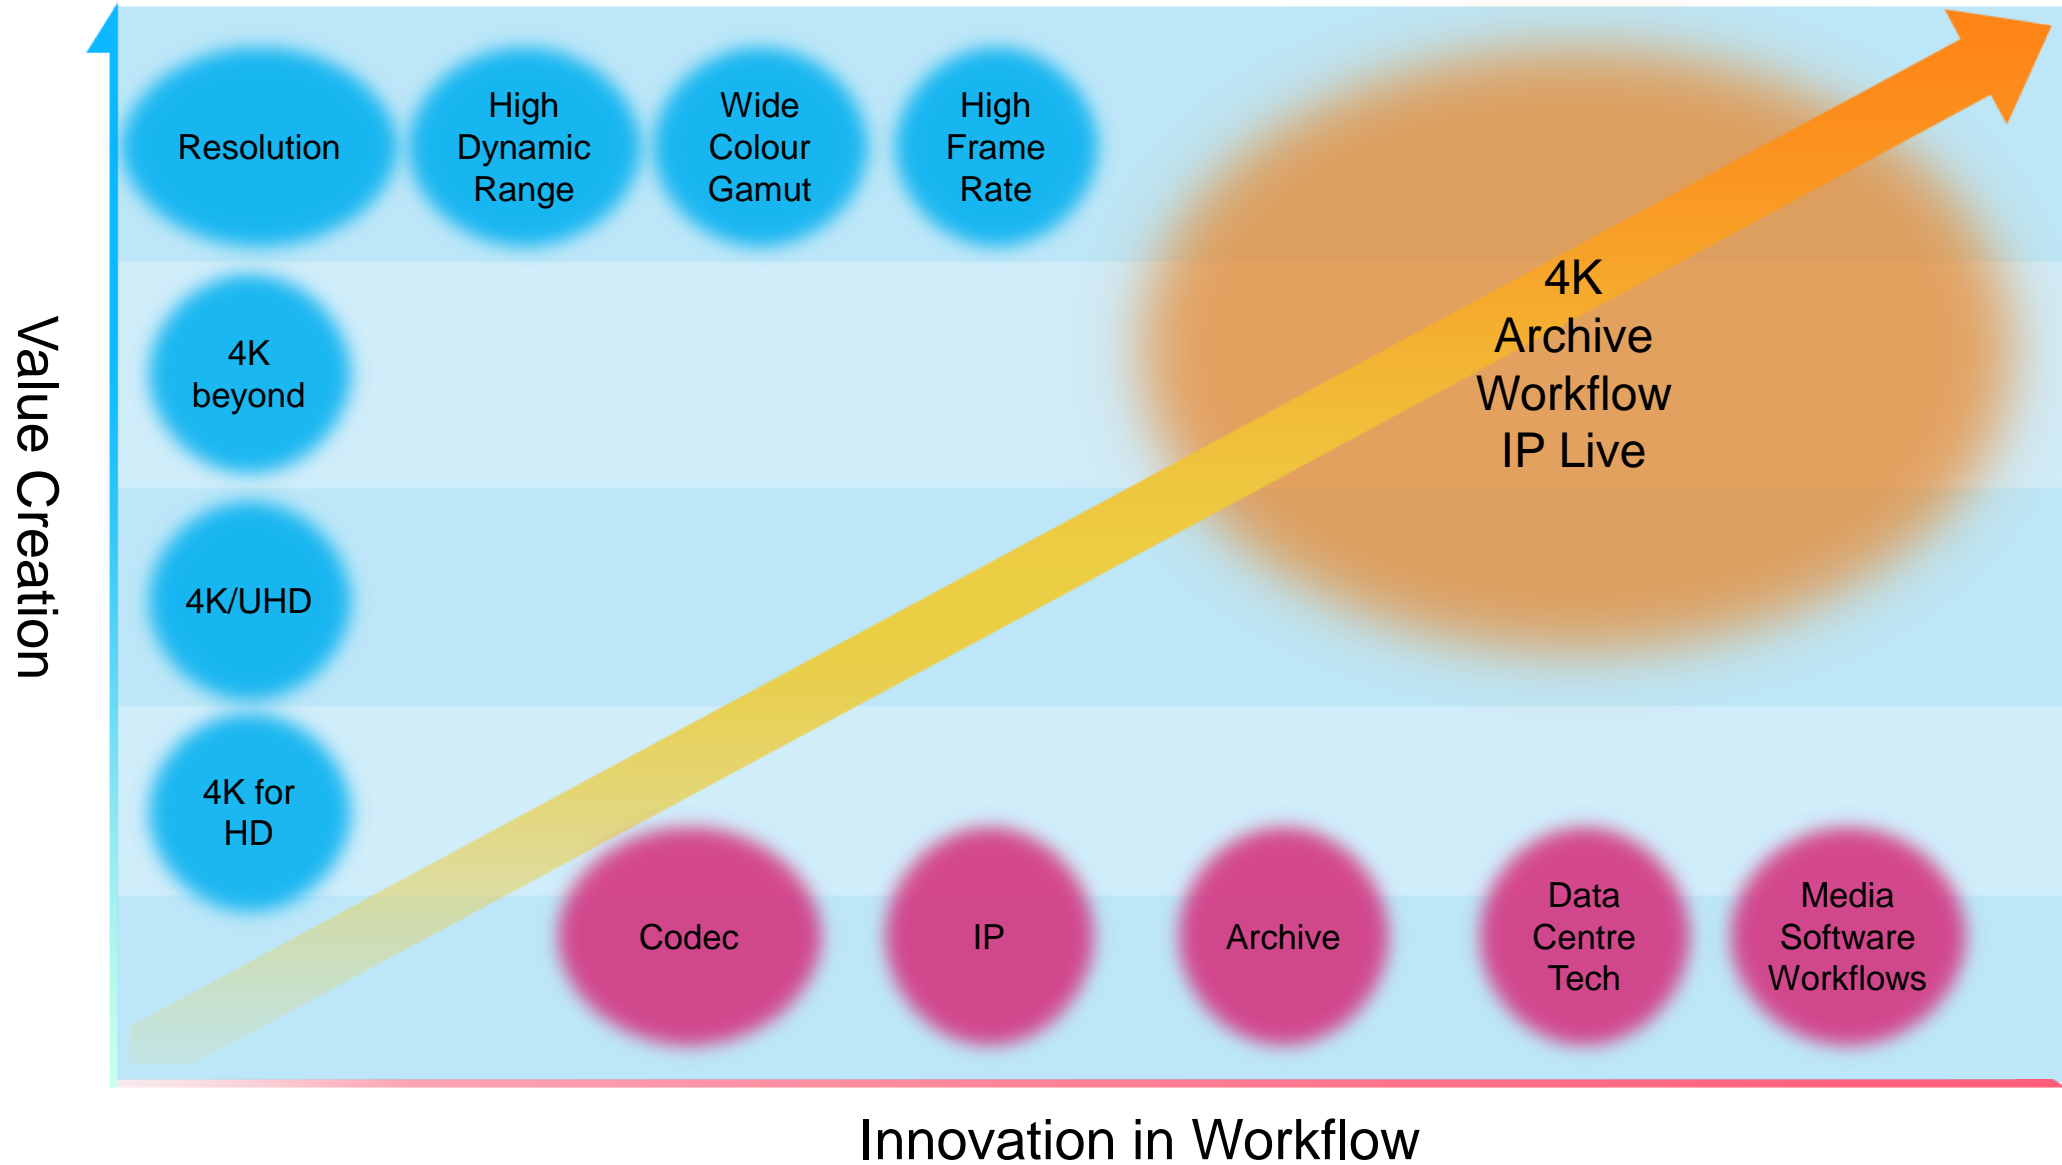 Resolution
High
Dynamic
Range
Wide
Colour
Gamut
High
Frame
Rate
4K
beyond
4K/UHD
4K for
HD
4K
Archive
Workflow
IP Live
Codec
IP
Archive
Data
Centre
Tech
Media
Software
Workflows
Value Creation
Innovation in Workflow